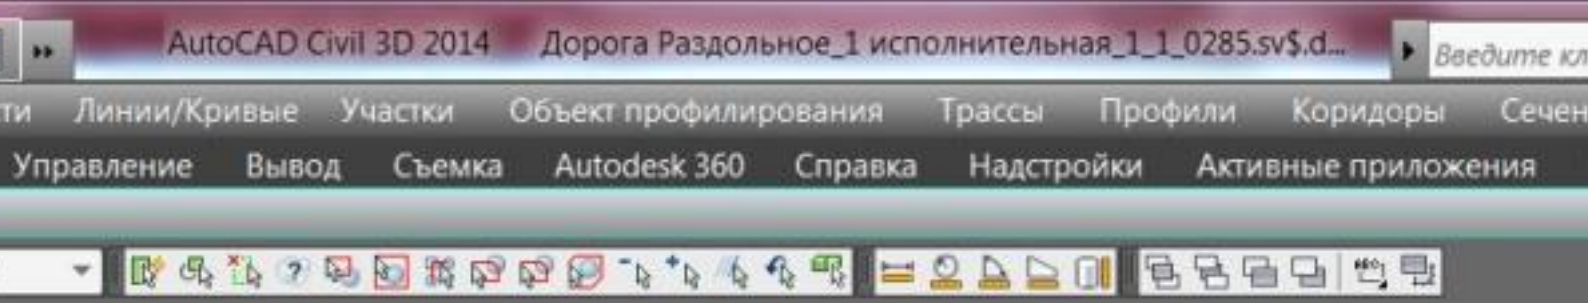 AutoCAD Civil 3D 2014 Дорога Раздольное_1 исполнительная_1_1_0285.sv$.d... Введите кл
ти Линии/Кривые Участки Объект профилирования Трассы Профили Коридоры Сечен
Управление Вывод Съемка Autodesk 360 Справка Надстройки Активные приложения